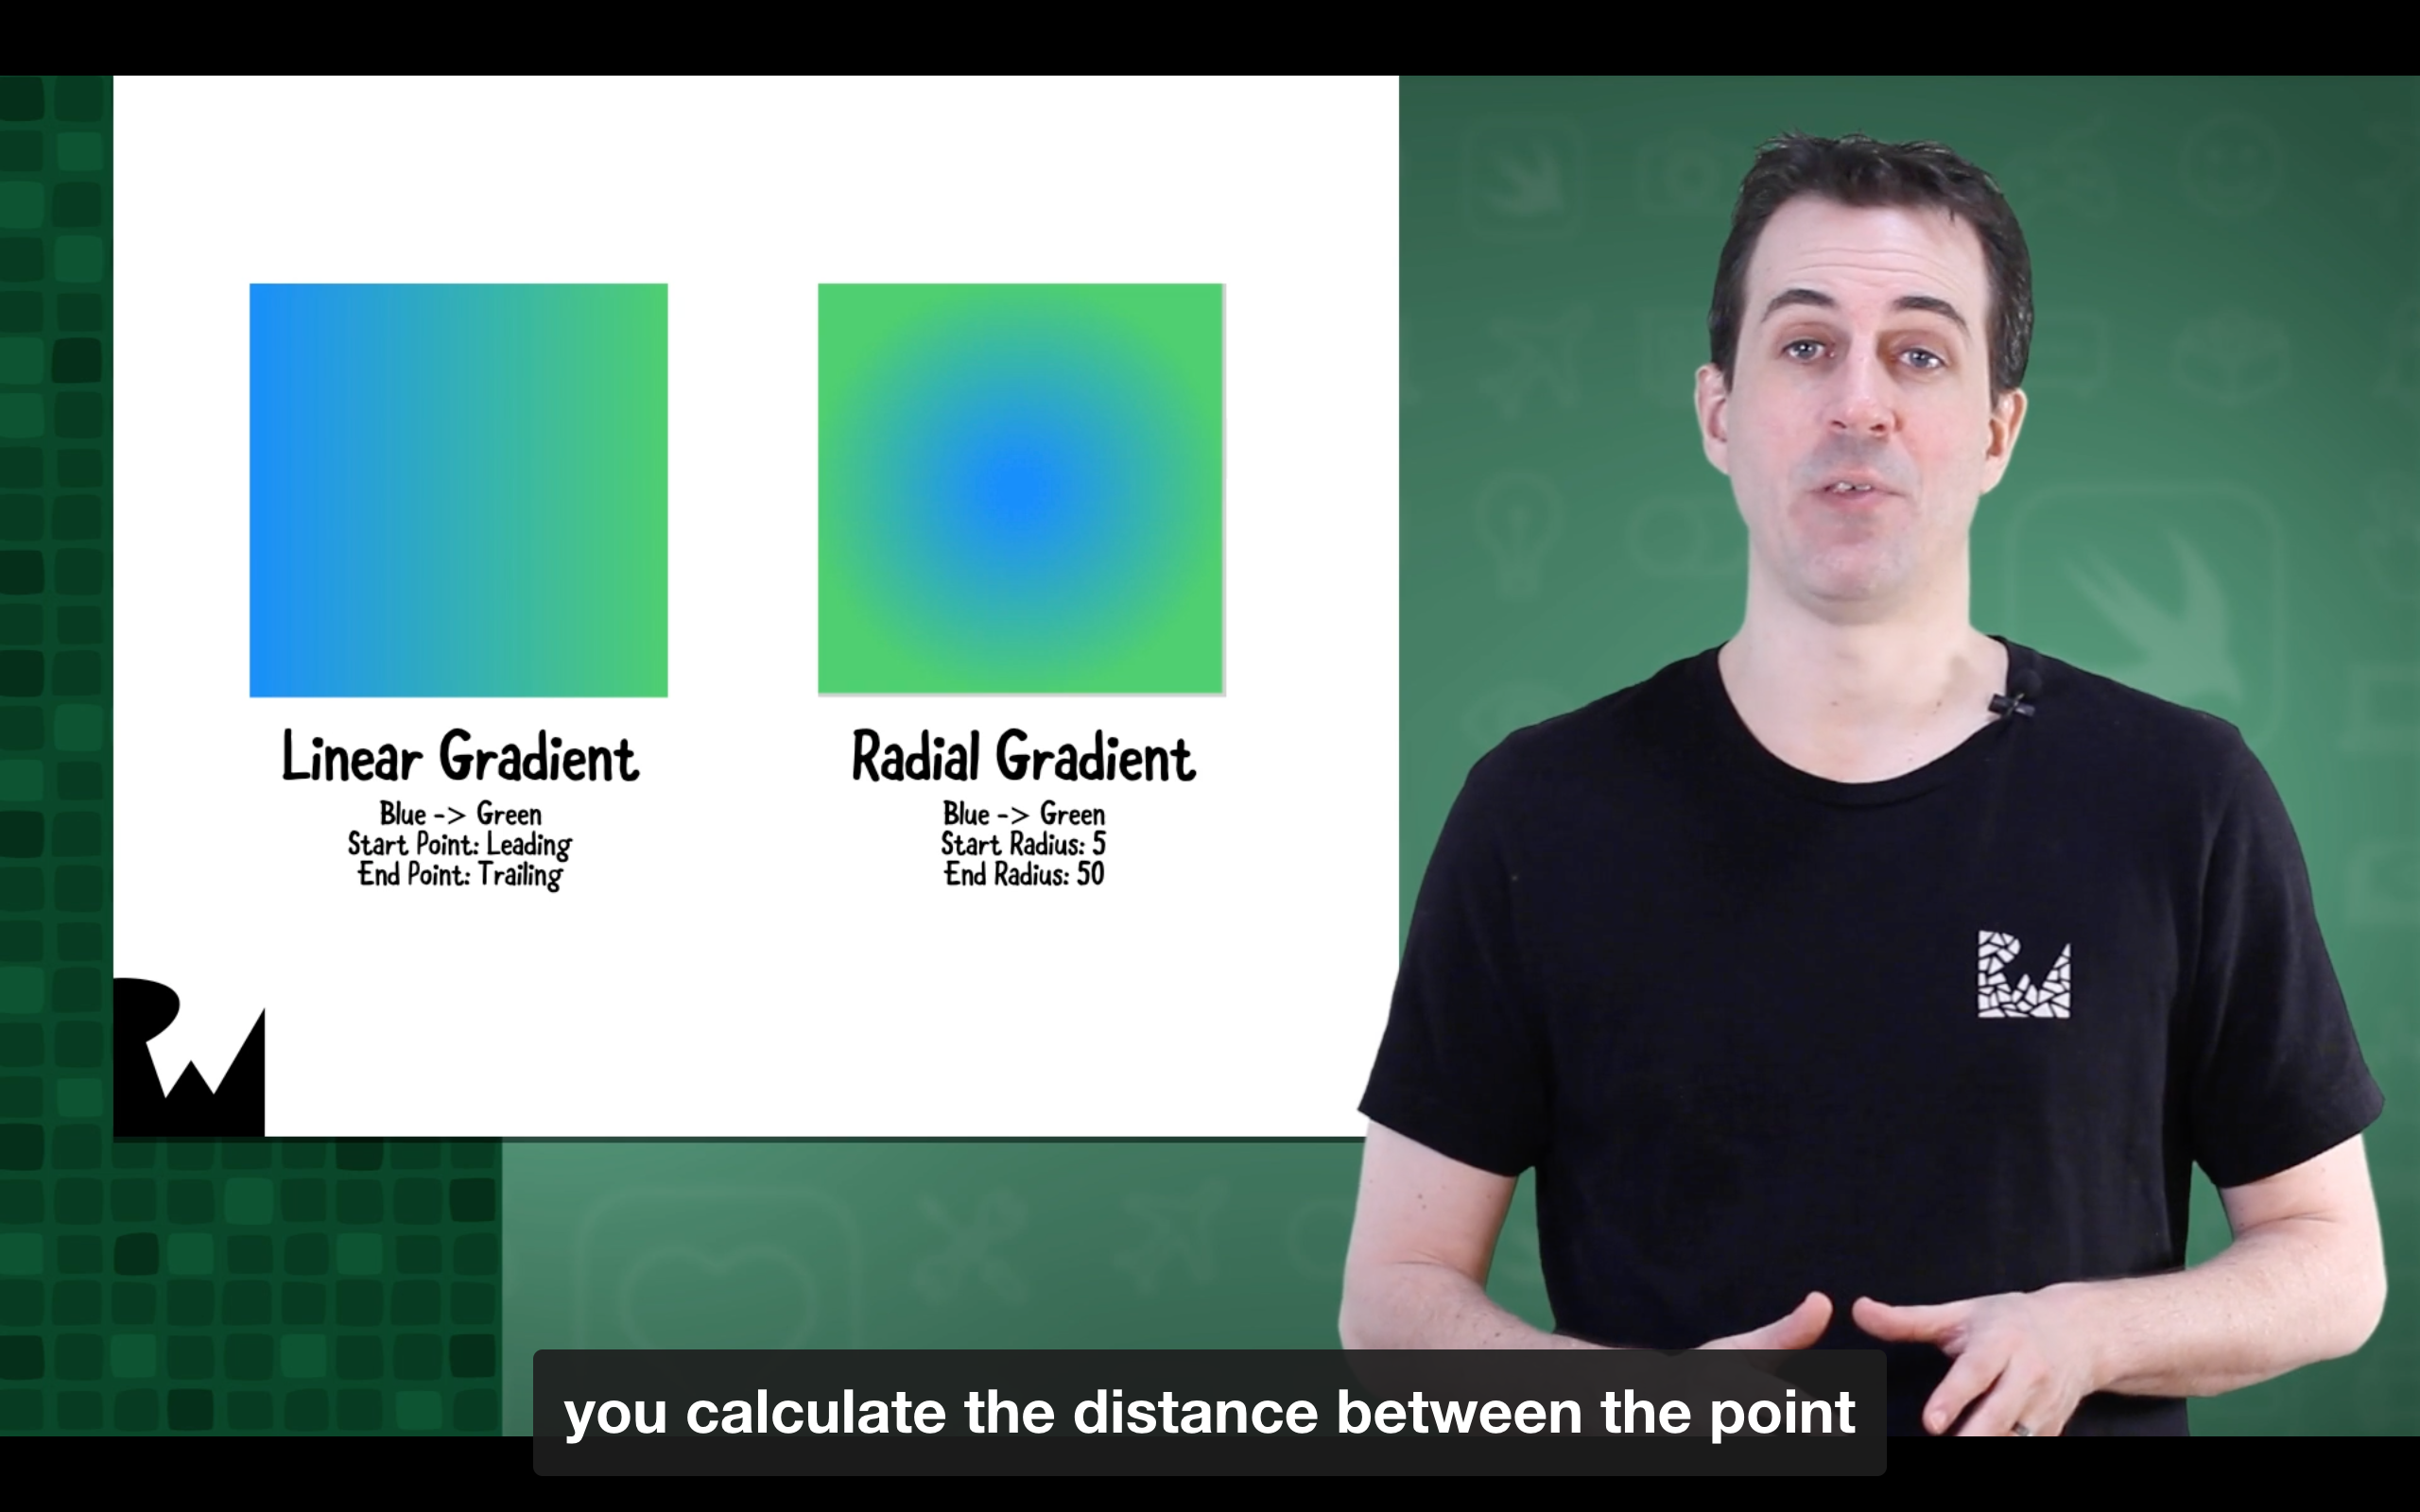 Linear Gradient
Blue -> Green
Start Point: Leading
End Point: Trailing
Radial Gradient
Blue -> Green
Start Radius: 5
End Radius: 50
RW
RW
you calculate the distance between the point